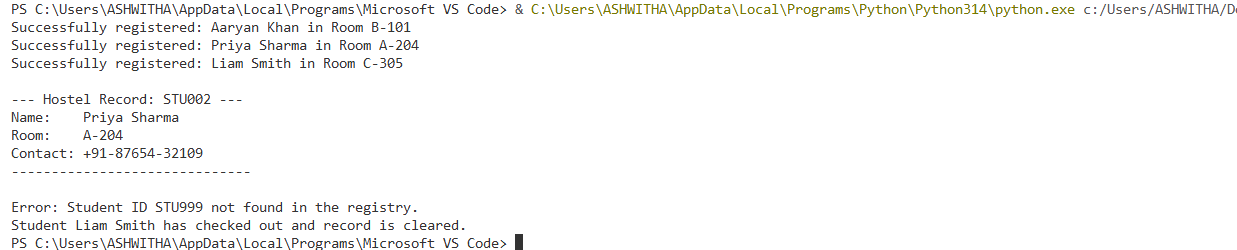 PS C:\Users\ASHWITHA\AppData\Local\Programs\Microsoft VS Code> & C:\Users\ASHWITHA\AppData\Local\Programs\Python\Python314\python.exe c:/Users/ASHWITHA/De
Successfully registered: Aaryan Khan in Room B-101
Successfully registered: Priya Sharma in Room A-204
Successfully registered: Liam Smith in Room C-305
--- Hostel Record: STU002 ---
Name:    Priya Sharma
Room:    A-204
Contact: +91-87654-32109
------------------------------
Error: Student ID STU999 not found in the registry.
Student Liam Smith has checked out and record is cleared.
PS C:\Users\ASHWITHA\AppData\Local\Programs\Microsoft VS Code>